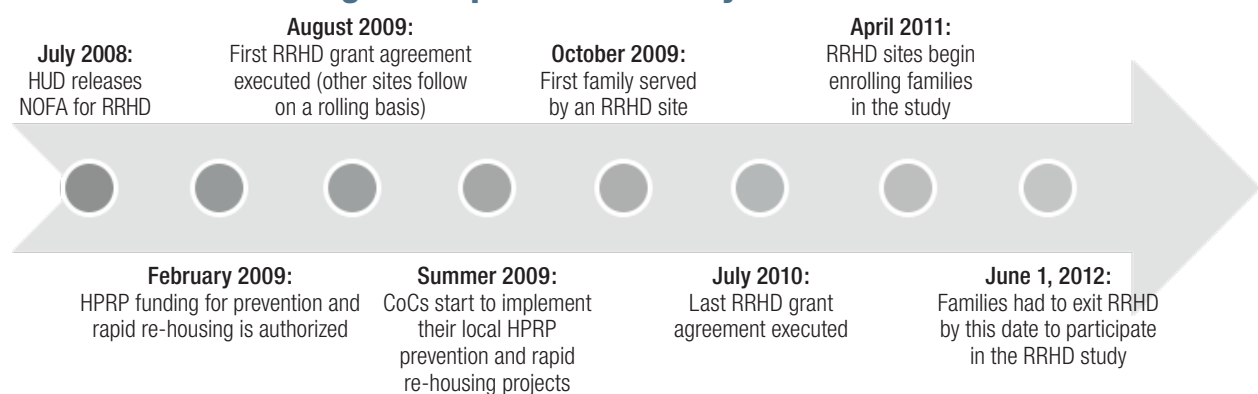 July 2008:
HUD releases
NOFA for RRHD
August 2009:
First RRHD grant agreement
executed (other sites follow
on a rolling basis)
October 2009:
First family served
by an RRHD site
April 2011:
RRHD sites begin
enrolling families
in the study
February 2009:
HPRP funding for prevention and
rapid re-housing is authorized
Summer 2009:
CoCs start to implement
their local HPRP
prevention and rapid
re-housing projects
July 2010:
Last RRHD grant
agreement executed
June 1, 2012:
Families had to exit RRHD
by this date to participate
in the RRHD study